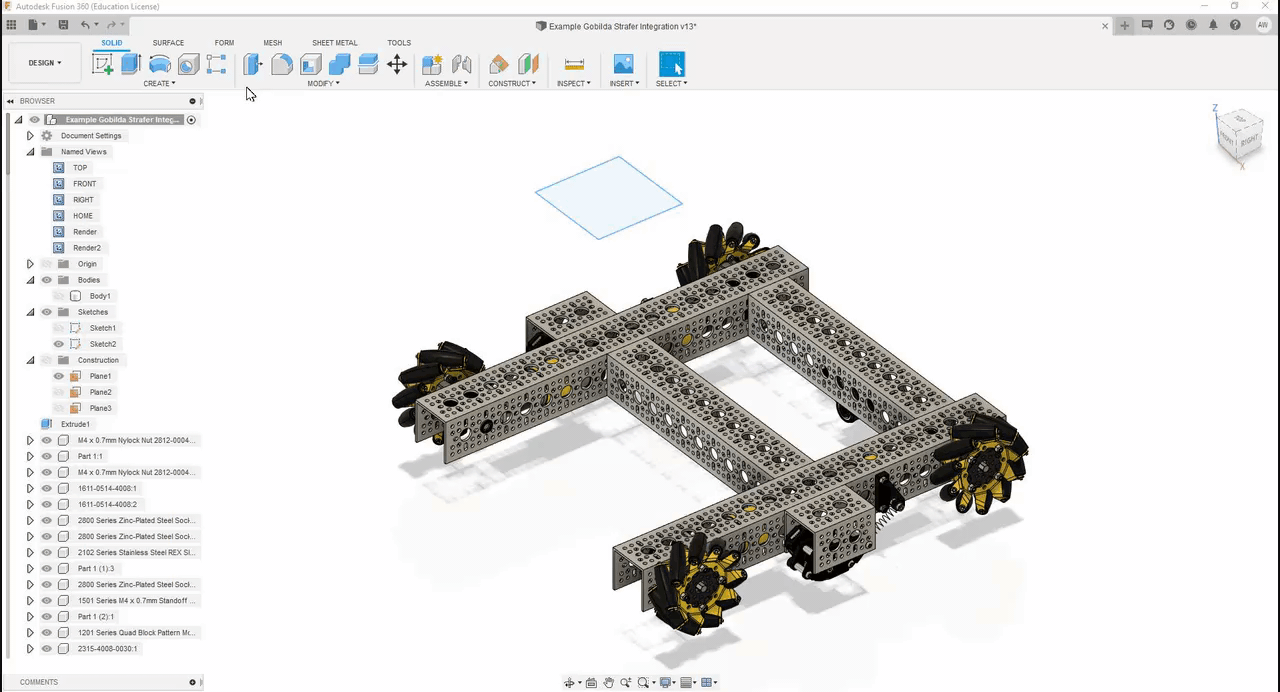 Autodesk Fusion 360 (Education License)
Example Gobilda Strafer Integration v13*
AW
DESIGN
SOLID SURFACE FORM MESH SHEET METAL TOOLS
CREATE MODIFY ASSEMBLE CONSTRUCT INSPECT INSERT SELECT
BROWSER
Example Gobilda Strafer Integ...
Document Settings
Named Views
TOP
FRONT
RIGHT
HOME
Render
Render2
Origin
Bodies
Body1
Sketches
Sketch1
Sketch2
Construction
Plane1
Plane2
Plane3
Extrude1
M4 x 0.7mm Nylock Nut 2812-0004...
Part 1:1
M4 x 0.7mm Nylock Nut 2812-0004...
1611-0514-4008:1
1611-0514-4008:2
2800 Series Zinc-Plated Steel Sock...
2800 Series Zinc-Plated Steel Sock...
2102 Series Stainless Steel REX Sl...
Part 1 (1):3
2800 Series Zinc-Plated Steel Sock...
1501 Series M4 x 0.7mm Standoff ...
Part 1 (2):1
1201 Series Quad Block Pattern Mo...
2315-4008-0030:1
COMMENTS
Z
TOP
FRONT RIGHT
X